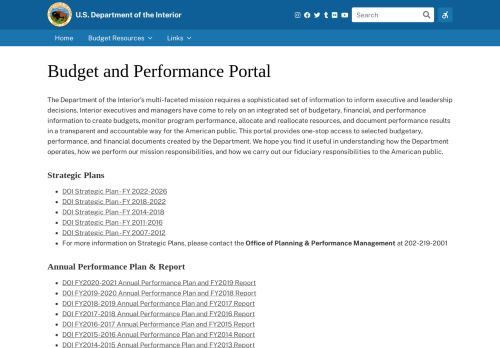 U.S. Department of the Interior
Search
Home
Budget Resources
Links
Budget and Performance Portal
The Department of the Interior's multi-faceted mission requires a sophisticated set of information to inform executive and leadership
decisions. Interior executives and managers have come to rely on an integrated set of budgetary, financial, and performance
information to create budgets, monitor program performance, allocate and reallocate resources, and document performance results
in a transparent and accountable way for the American public. This portal provides one-stop access to selected budgetary,
performance, and financial documents created by the Department. We hope you find it useful in understanding how the Department
operates, how we perform our mission responsibilities, and how we carry out our fiduciary responsibilities to the American public.
Strategic Plans
DOI Strategic Plan - FY 2022-2026
DOI Strategic Plan - FY 2018-2022
DOI Strategic Plan - FY 2014-2018
DOI Strategic Plan - FY 2011-2016
DOI Strategic Plan - FY 2007-2012
For more information on Strategic Plans, please contact the Office of Planning & Performance Management at 202-219-2001
Annual Performance Plan & Report
DOI FY2020-2021 Annual Performance Plan and FY2019 Report
DOI FY2019-2020 Annual Performance Plan and FY2018 Report
DOI FY2018-2019 Annual Performance Plan and FY2017 Report
DOI FY2017-2018 Annual Performance Plan and FY2016 Report
DOI FY2016-2017 Annual Performance Plan and FY2015 Report
DOI FY2015-2016 Annual Performance Plan and FY2014 Report
DOI FY2014-2015 Annual Performance Plan and FY2013 Report